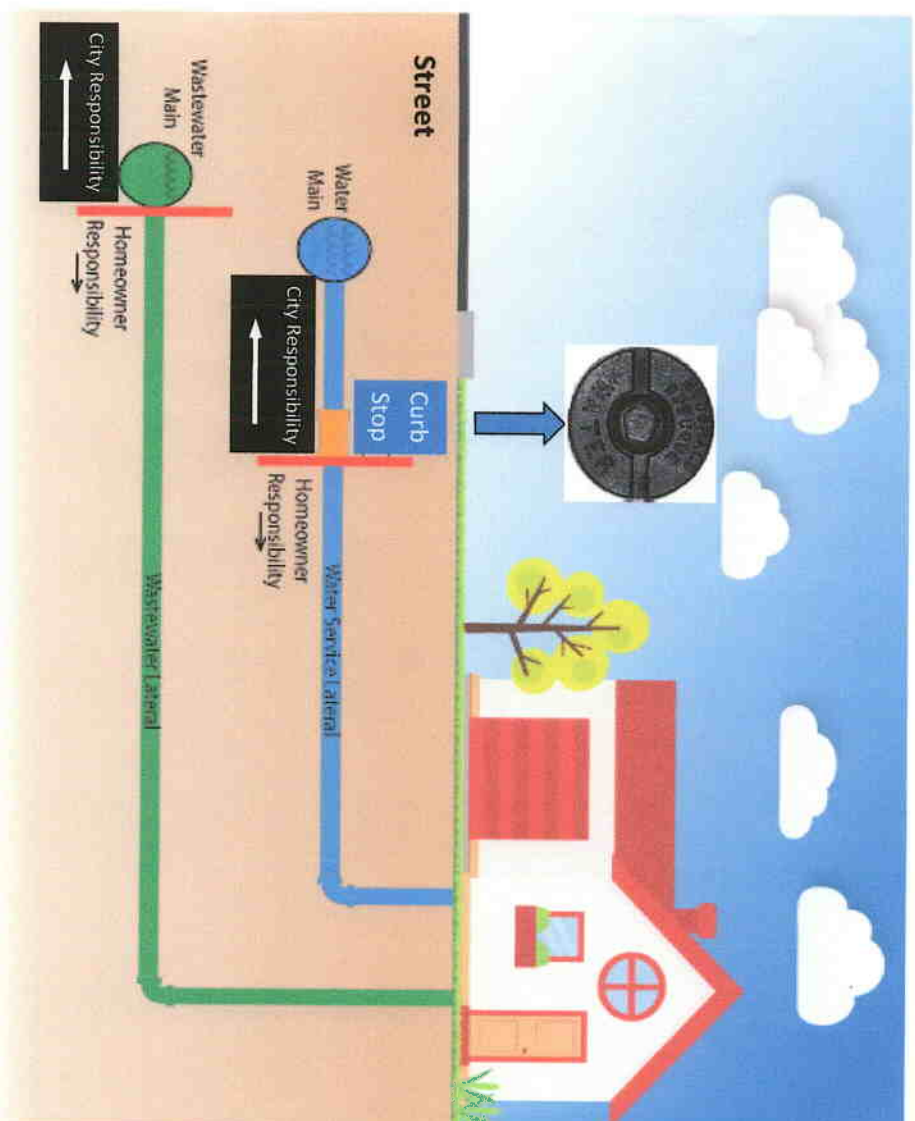 Street
Curb
Stop
Water
Main
Water Service Lateral
Homeowner
Responsibility
City Responsibility
Wastewater
Main
Wastewater Lateral
Homeowner
Responsibility
City Responsibility